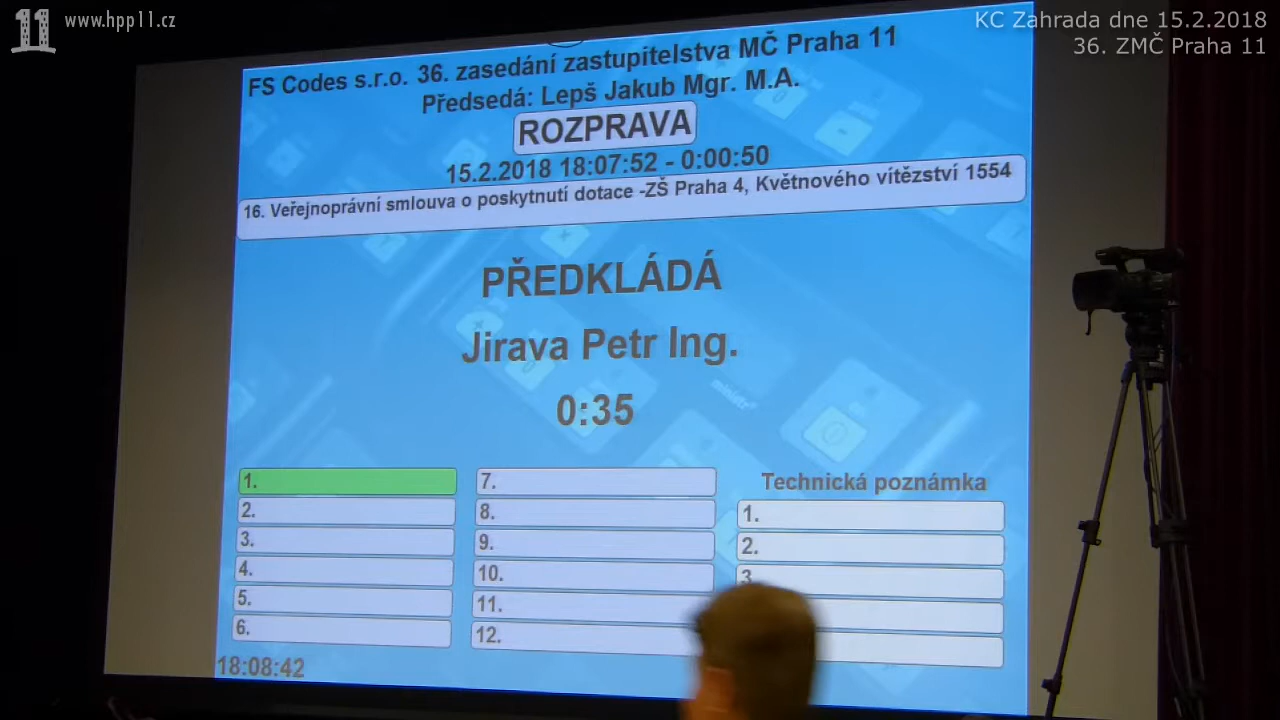 11 www.hpp11.cz
KC Zahrada dne 15.2.2018
36. ZMČ Praha 11
FS Codes s.r.o. 36. zasedání zastupitelstva MČ Praha 11
Předsedá: Lepš Jakub Mgr. M.A.
ROZPRAVA
15.2.2018 18:07:52 - 0:00:50
16. Veřejnoprávní smlouva o poskytnutí dotace -ZŠ Praha 4, Květnového vítězství 1554
PŘEDKLÁDÁ
Jirava Petr Ing.
0:35
1.
2.
3.
4.
5.
6.
7.
8.
9.
10.
11.
12.
Technická poznámka
1.
2.
3.
18:08:42